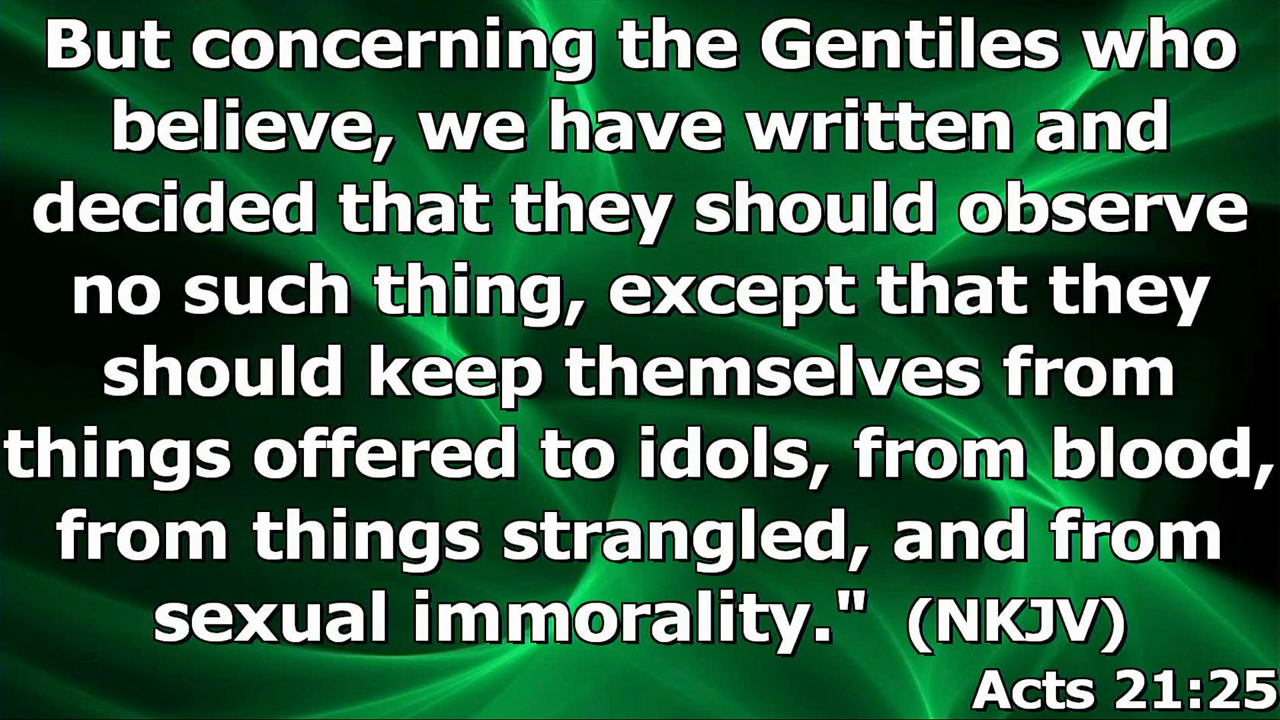 But concerning the Gentiles who
believe, we have written and
decided that they should observe
no such thing, except that they
should keep themselves from
things offered to idols, from blood,
from things strangled, and from
sexual immorality."  (NKJV)
Acts 21:25